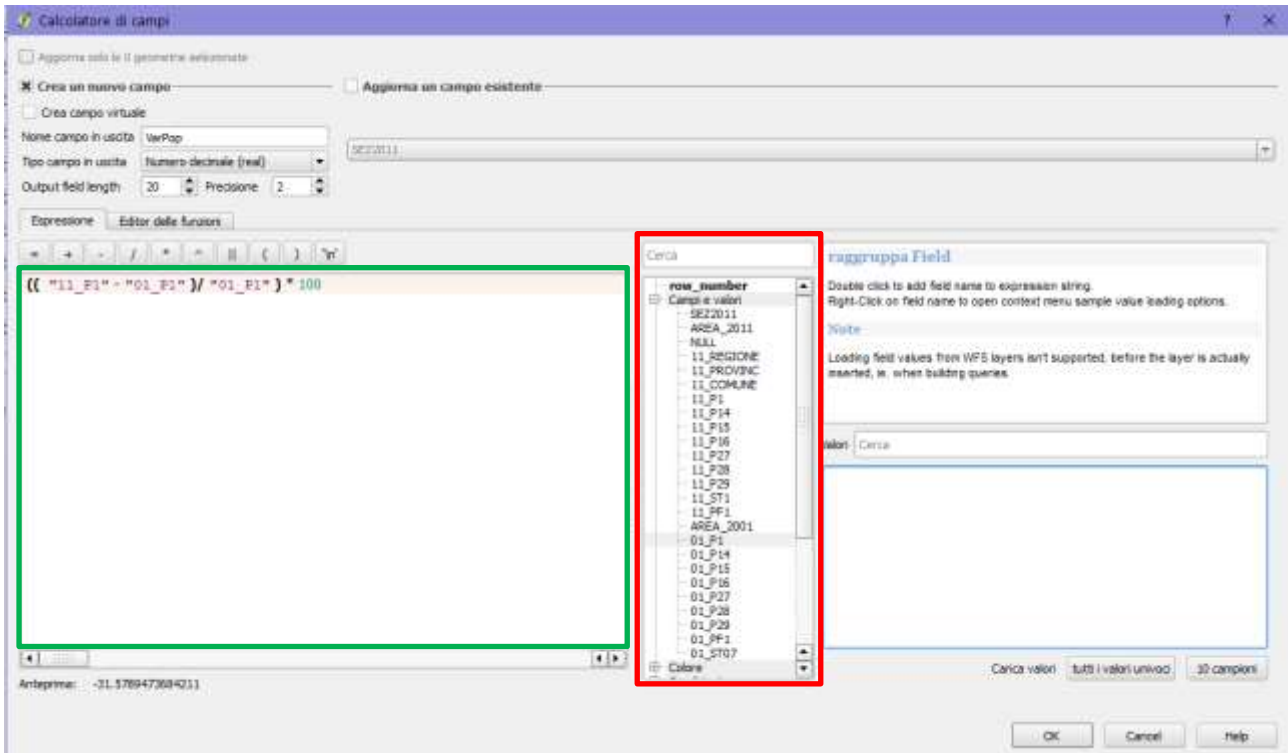 Calcolatore di campi ? ×
Aggiorna solo le 0 geometrie selezionate
Crea un nuovo campo
Aggiorna un campo esistente
Crea campo virtuale
Nome campo in uscita VarPop
SEZ2011
Tipo campo in uscita Numero decimale (real)
Output field length 20 Precisione 2
Espressione Editor delle funzioni
= + - / * ^ || ( ) '\n'
(( "11_P1" - "01_P1" )/ "01_P1" ) * 100
Cerca
row_number
Campi e valori
SEZ2011
AREA_2011
NULL
11_REGIONE
11_PROVINC
11_COMUNE
11_P1
11_P14
11_P15
11_P16
11_P27
11_P28
11_P29
11_ST1
11_PF1
AREA_2001
01_P1
01_P14
01_P15
01_P16
01_P27
01_P28
01_P29
01_PF1
01_ST07
Colore
raggruppa Field
Double click to add field name to expression string.
Right-Click on field name to open context menu sample value loading options.
Note
Loading field values from WFS layers isn't supported, before the layer is actually
inserted, ie. when building queries.
Valori Cerca
Carica valori tutti i valori univoci 10 campioni
Anteprima: -31.5789473684211
OK Cancel Help